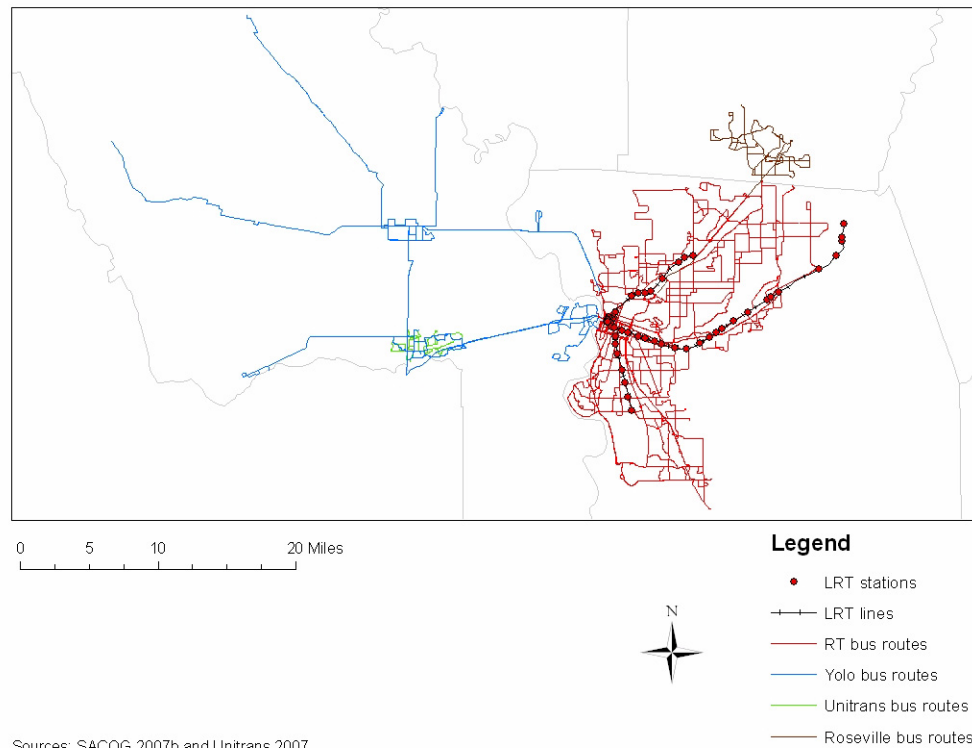 0 5 10 20 Miles
Legend
LRT stations
LRT lines
N
RT bus routes
Yolo bus routes
Unitrans bus routes
Roseville bus routes
Sources: SACOG 2007b and Unitrans 2007